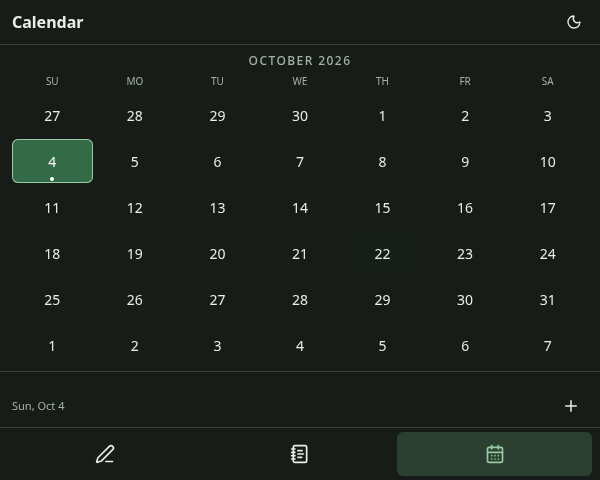 Calendar
OCTOBER 2026
SU MO TU WE TH FR SA
27 28 29 30 1 2 3
4 5 6 7 8 9 10
11 12 13 14 15 16 17
18 19 20 21 22 23 24
25 26 27 28 29 30 31
1 2 3 4 5 6 7
Sun, Oct 4